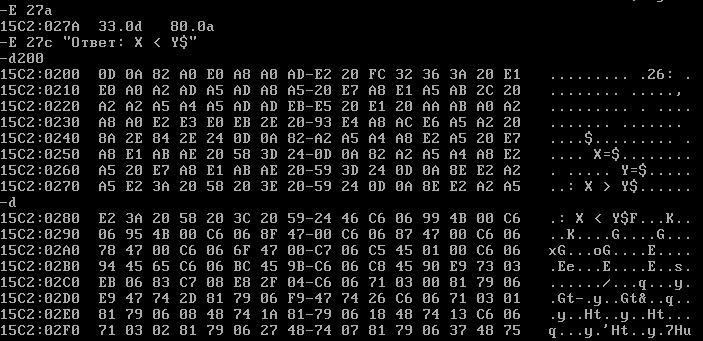 -E 27a
15C2:027A  33.0d   80.0a
-E 27c "Ответ: X < Y$"
-d200
15C2:0200  0D 0A 82 A0 E0 A8 A0 AD-E2 20 FC 32 36 3A 20 E1   ......... .26: .
15C2:0210  E0 A0 A2 AD A5 AD A8 A5-20 E7 A8 E1 A5 AB 2C 20   ........ .....,
15C2:0220  A2 A2 A5 A4 A5 AD AD EB-E5 20 E1 20 AA AB A0 A2   ......... . ....
15C2:0230  A8 A0 E2 E3 E0 EB 2E 20-93 E4 A8 AC E6 A5 A2 20   ....... .......
15C2:0240  8A 2E 84 2E 24 0D 0A 82-A2 A5 A4 A8 E2 A5 20 E7   ....$......... .
15C2:0250  A8 E1 AB AE 20 58 3D 24-0D 0A 82 A2 A5 A4 A8 E2   .... X=$........
15C2:0260  A5 20 E7 A8 E1 AB AE 20-59 3D 24 0D 0A 8E E2 A2   . ..... Y=$.....
15C2:0270  A5 E2 3A 20 58 20 3E 20-59 24 0D 0A 8E E2 A2 A5   ..: X > Y$......
-d
15C2:0280  E2 3A 20 58 20 3C 20 59-24 46 C6 06 99 4B 00 C6   .: X < Y$F...K..
15C2:0290  06 95 4B 00 C6 06 8F 47-00 C6 06 87 47 00 C6 06   ..K....G....G...
15C2:02A0  78 47 00 C6 06 6F 47 00-C7 06 C5 45 01 00 C6 06   xG...oG....E....
15C2:02B0  94 45 65 C6 06 BC 45 9B-C6 06 C8 45 90 E9 73 03   .Ee...E....E..s.
15C2:02C0  EB 06 83 C7 08 E8 2F 04-C6 06 71 03 00 81 79 06   ....../...q...y.
15C2:02D0  E9 47 74 2D 81 79 06 F9-47 74 26 C6 06 71 03 01   .Gt-.y..Gt&..q..
15C2:02E0  81 79 06 08 48 74 1A 81-79 06 18 48 74 13 C6 06   .y..Ht..y..Ht...
15C2:02F0  71 03 02 81 79 06 27 48-74 07 81 79 06 37 48 75   q...y.'Ht..y.7Hu